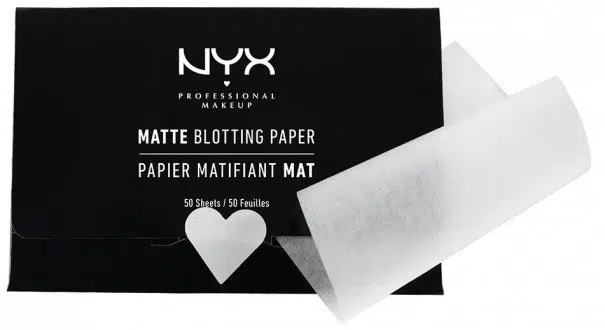 NYX
PROFESSIONAL
MAKEUP
MATTE BLOTTING PAPER
PAPIER MATIFIANT MAT
50 Sheets / 50 Feuilles